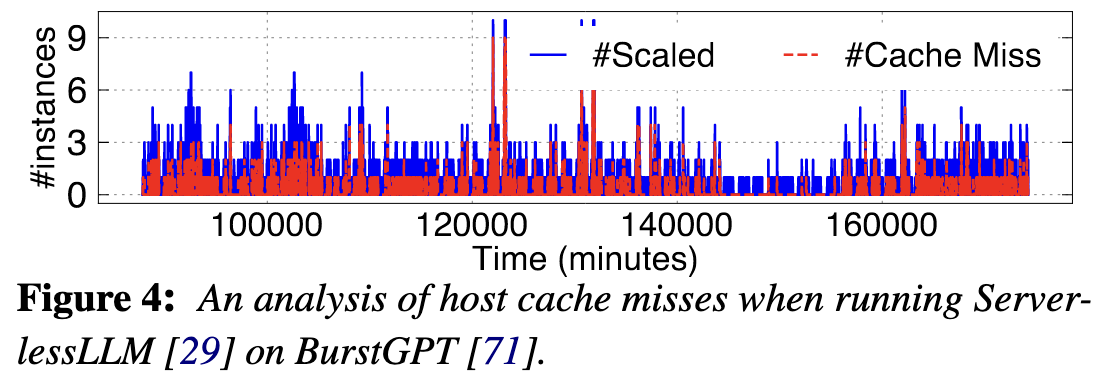 #instances
9
6
3
0
#Scaled
#Cache Miss
100000 120000 140000 160000
Time (minutes)
Figure 4: An analysis of host cache misses when running Server-
lessLLM [29] on BurstGPT [71].